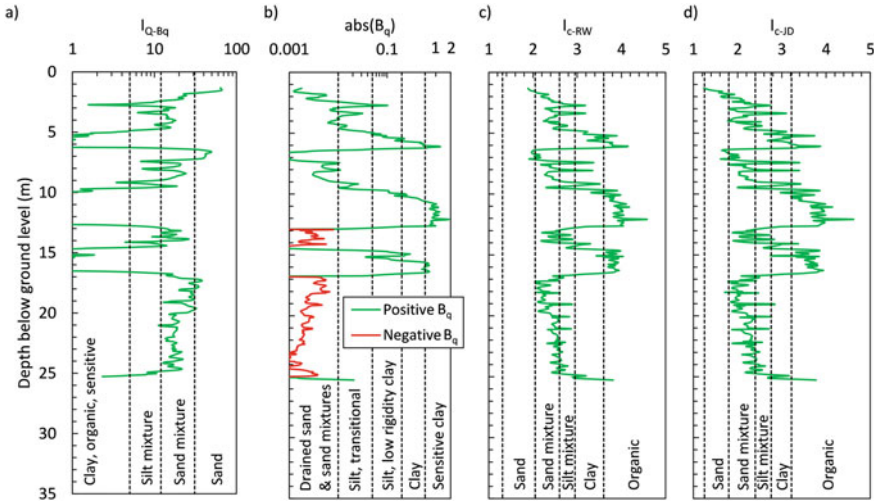 a) I_Q-Bq
b) abs(B_q)
c) I_c-RW
d) I_c-JD
1 10 100
0.001 0.1 1 2
1 2 3 4 5
1 2 3 4 5
Depth below ground level (m)
0
5
10
15
20
25
30
35
Clay, organic, sensitive
Silt mixture
Sand mixture
Sand
Positive B_q
Negative B_q
Drained sand
& sand mixtures
Silt, transitional
Silt, low rigidity clay
Clay
Sensitive clay
Sand
Sand mixture
Silt mixture
Clay
Organic
Sand
Sand mixture
Silt mixture
Clay
Organic